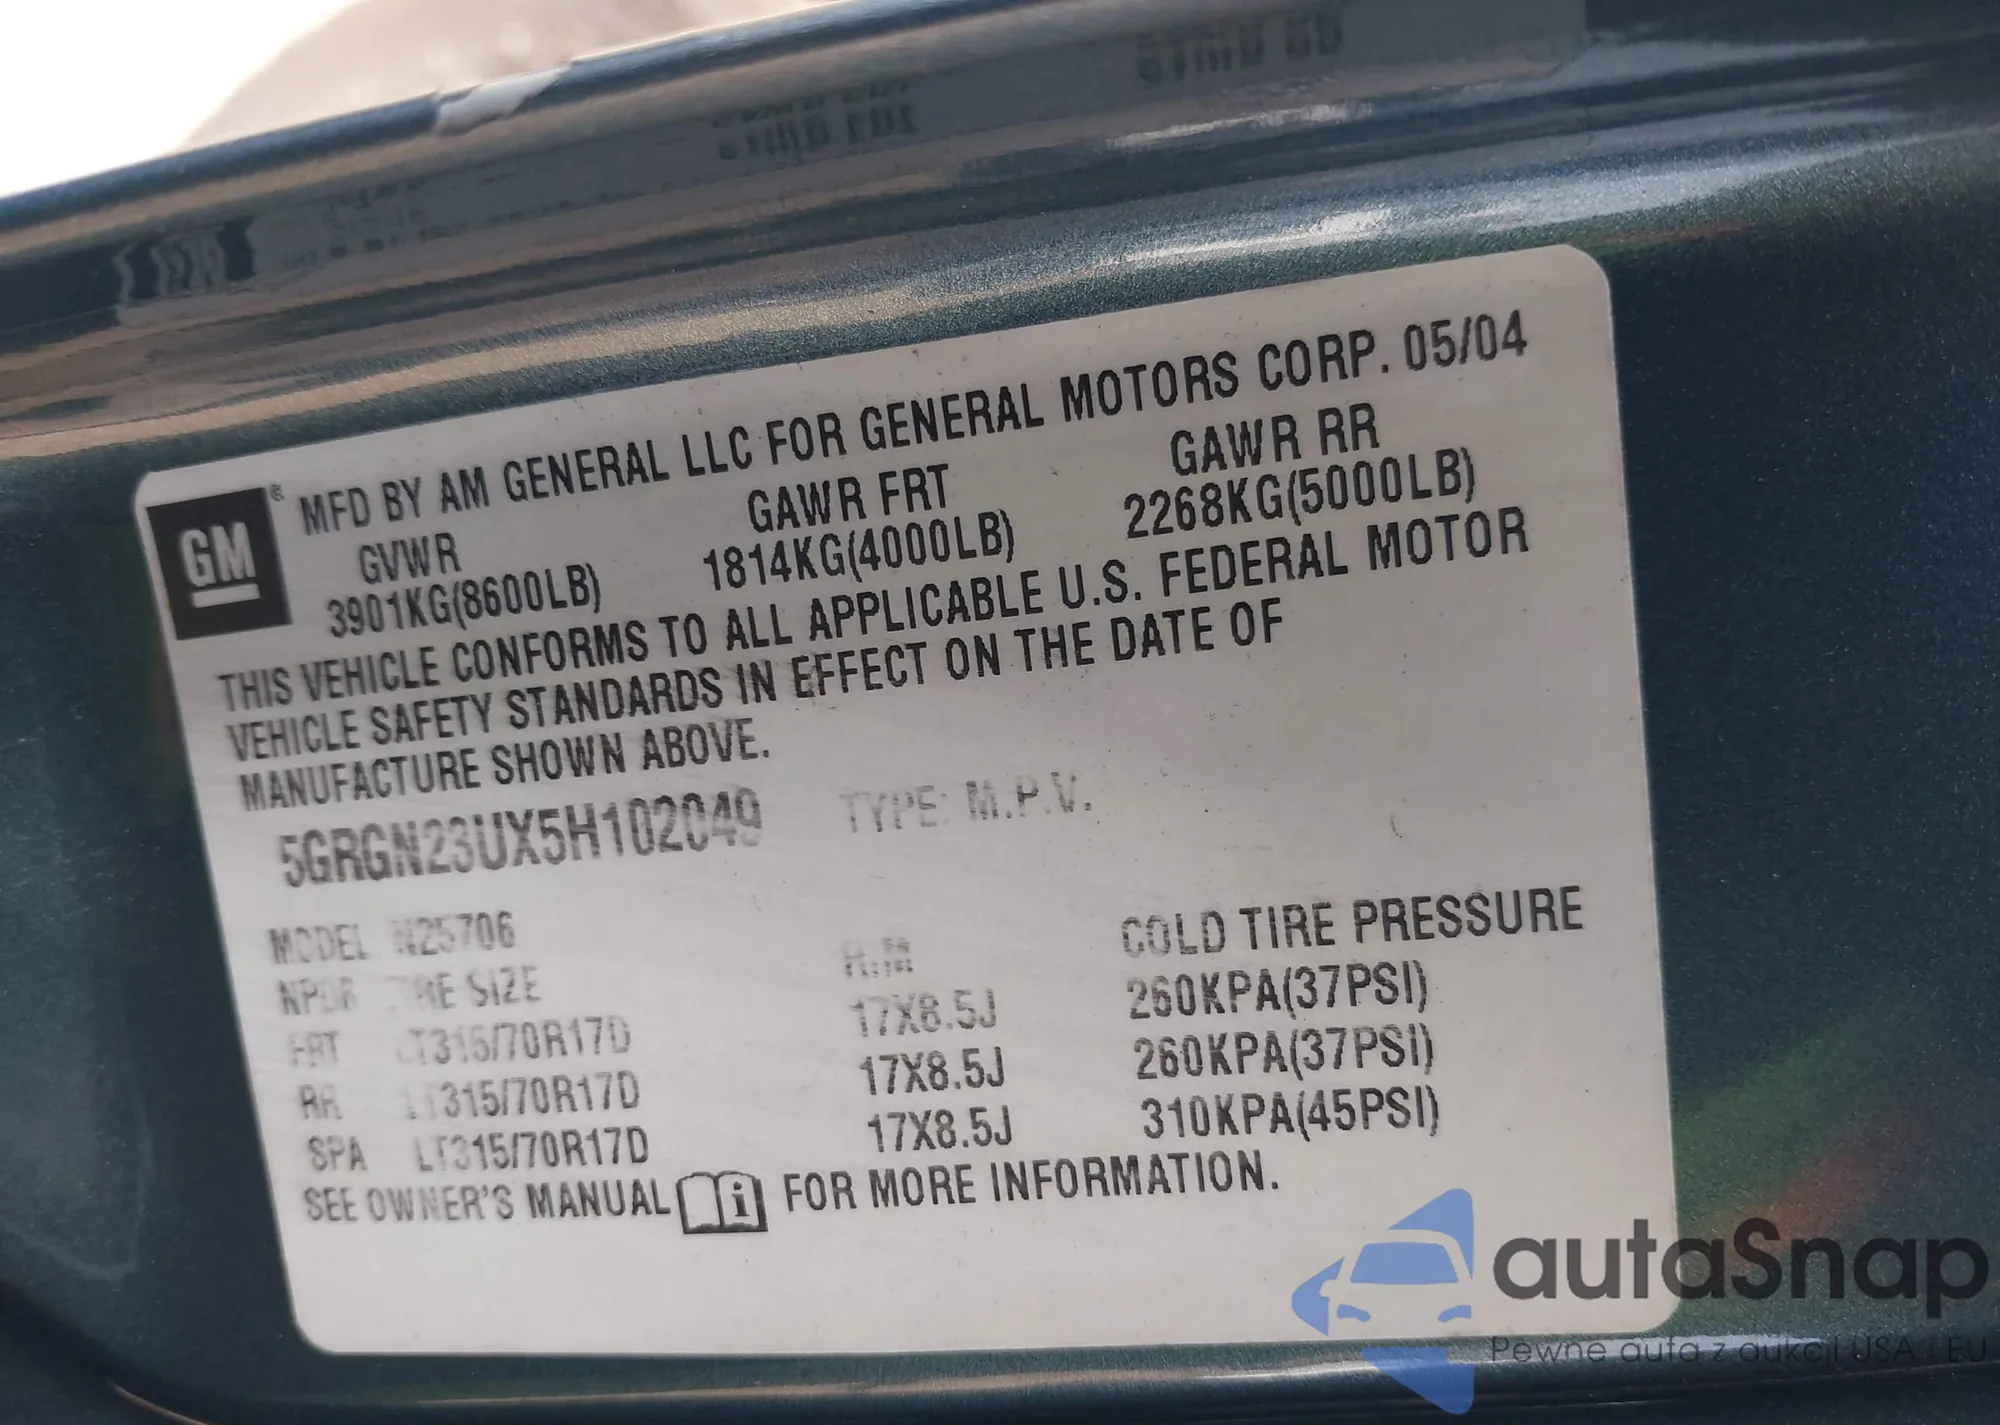 GM® MFD BY AM GENERAL LLC FOR GENERAL MOTORS CORP. 05/04
GVWR GAWR FRT GAWR RR
3901KG(8600LB) 1814KG(4000LB) 2268KG(5000LB)
THIS VEHICLE CONFORMS TO ALL APPLICABLE U.S. FEDERAL MOTOR
VEHICLE SAFETY STANDARDS IN EFFECT ON THE DATE OF
MANUFACTURE SHOWN ABOVE.
5GRGN23UX5H102049 TYPE: M.P.V.
MODEL N25706
TIRE SIZE RIM COLD TIRE PRESSURE
FRT LT315/70R17D 17X8.5J 260KPA(37PSI)
RR LT315/70R17D 17X8.5J 260KPA(37PSI)
SPA LT315/70R17D 17X8.5J 310KPA(45PSI)
SEE OWNER'S MANUAL i FOR MORE INFORMATION.
autaSnap
Pewne auta z aukcji USA i EU